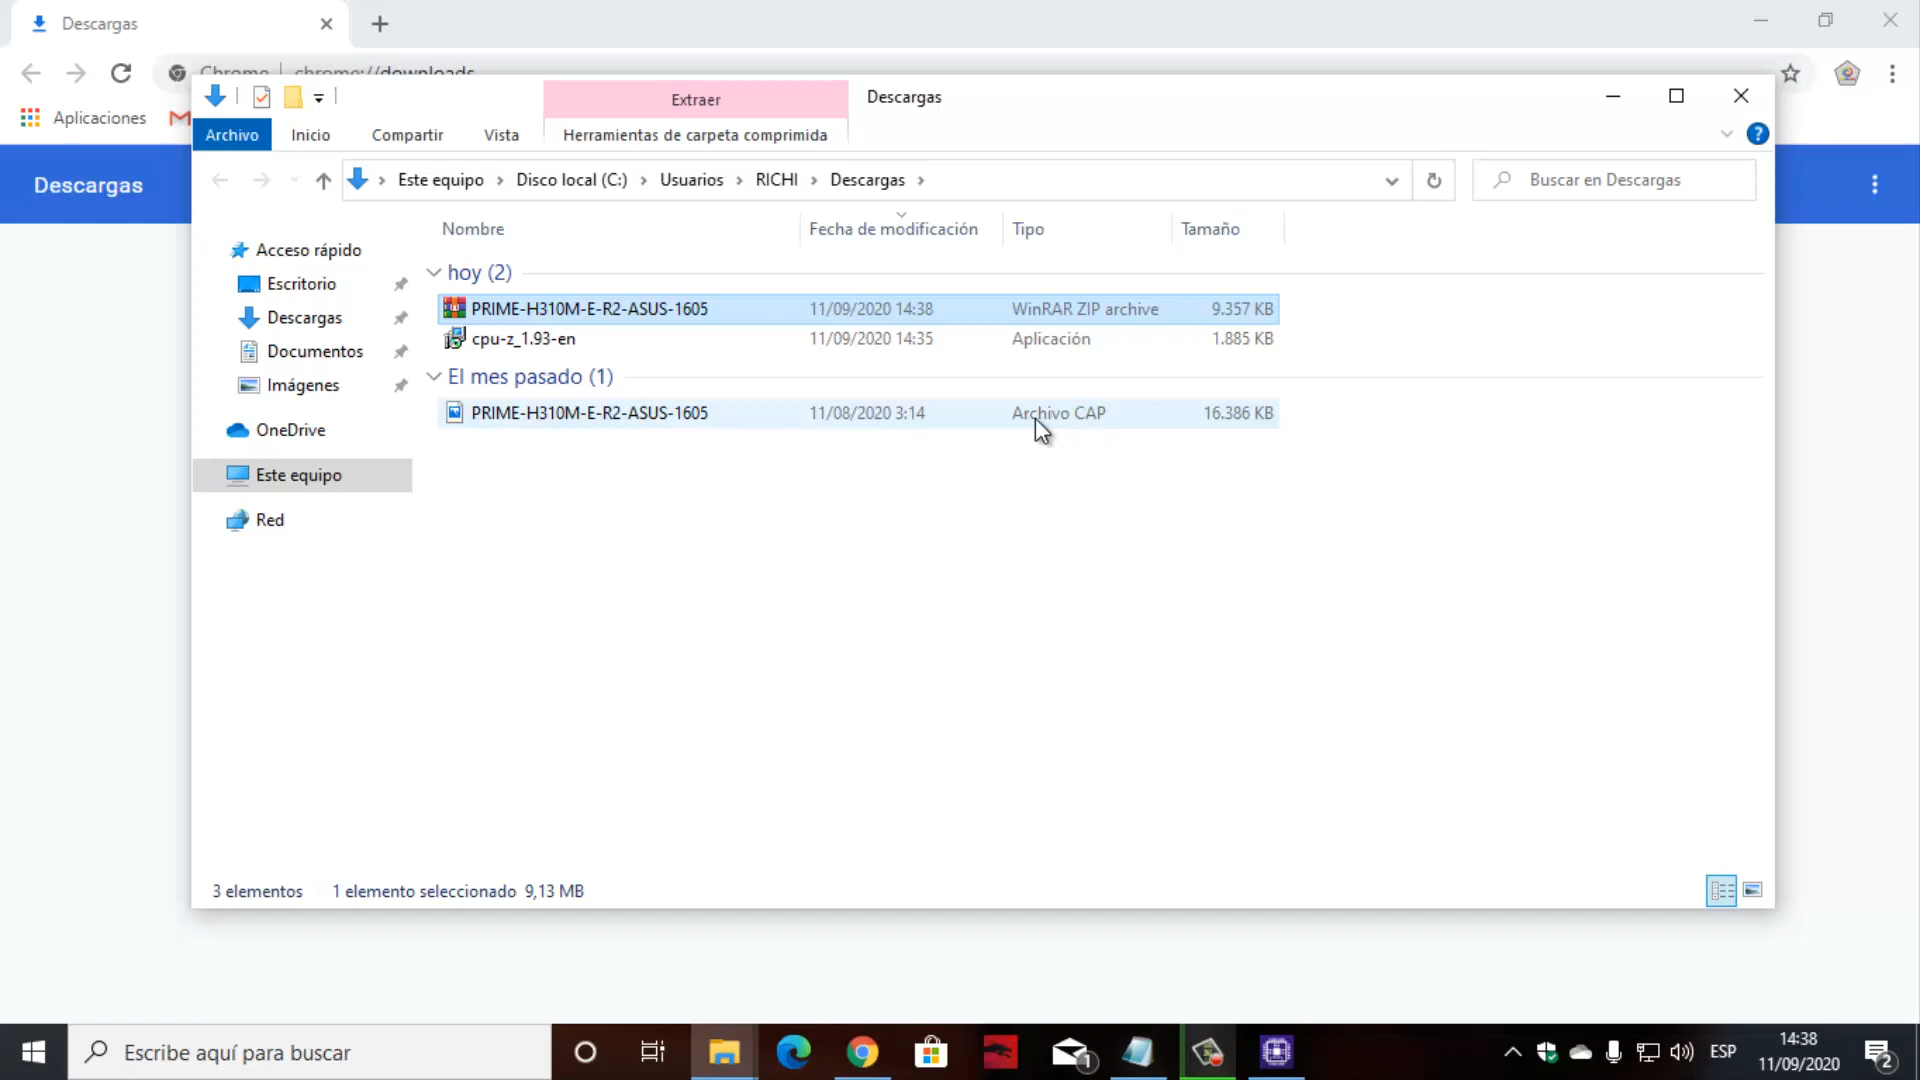 Descargas
Chrome chrome://downloads
Aplicaciones
Descargas
Extraer
Descargas
Archivo
Inicio
Compartir
Vista
Herramientas de carpeta comprimida
Este equipo > Disco local (C:) > Usuarios > RICHI > Descargas >
Buscar en Descargas
Nombre
Fecha de modificación
Tipo
Tamaño
Acceso rápido
Escritorio
Descargas
Documentos
Imágenes
OneDrive
Este equipo
Red
hoy (2)
PRIME-H310M-E-R2-ASUS-1605 11/09/2020 14:38 WinRAR ZIP archive 9.357 KB
cpu-z_1.93-en 11/09/2020 14:35 Aplicación 1.885 KB
El mes pasado (1)
PRIME-H310M-E-R2-ASUS-1605 11/08/2020 3:14 Archivo CAP 16.386 KB
3 elementos
1 elemento seleccionado 9,13 MB
Escribe aquí para buscar
1
ESP
14:38
11/09/2020
2